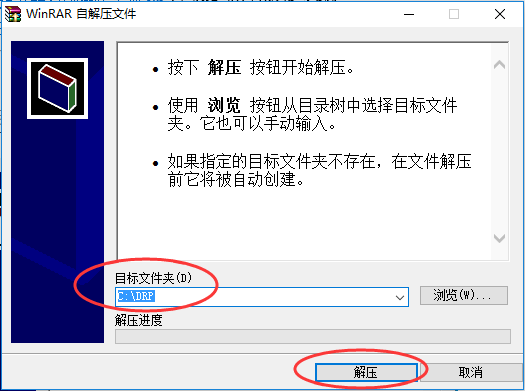 WinRAR 自解压文件
按下 解压 按钮开始解压。
使用 浏览 按钮从目录树中选择目标文件
夹。它也可以手动输入。
如果指定的目标文件夹不存在，在文件解压
前它将被自动创建。
目标文件夹(D)
C:\DRP
浏览(W)...
解压进度
解压
取消